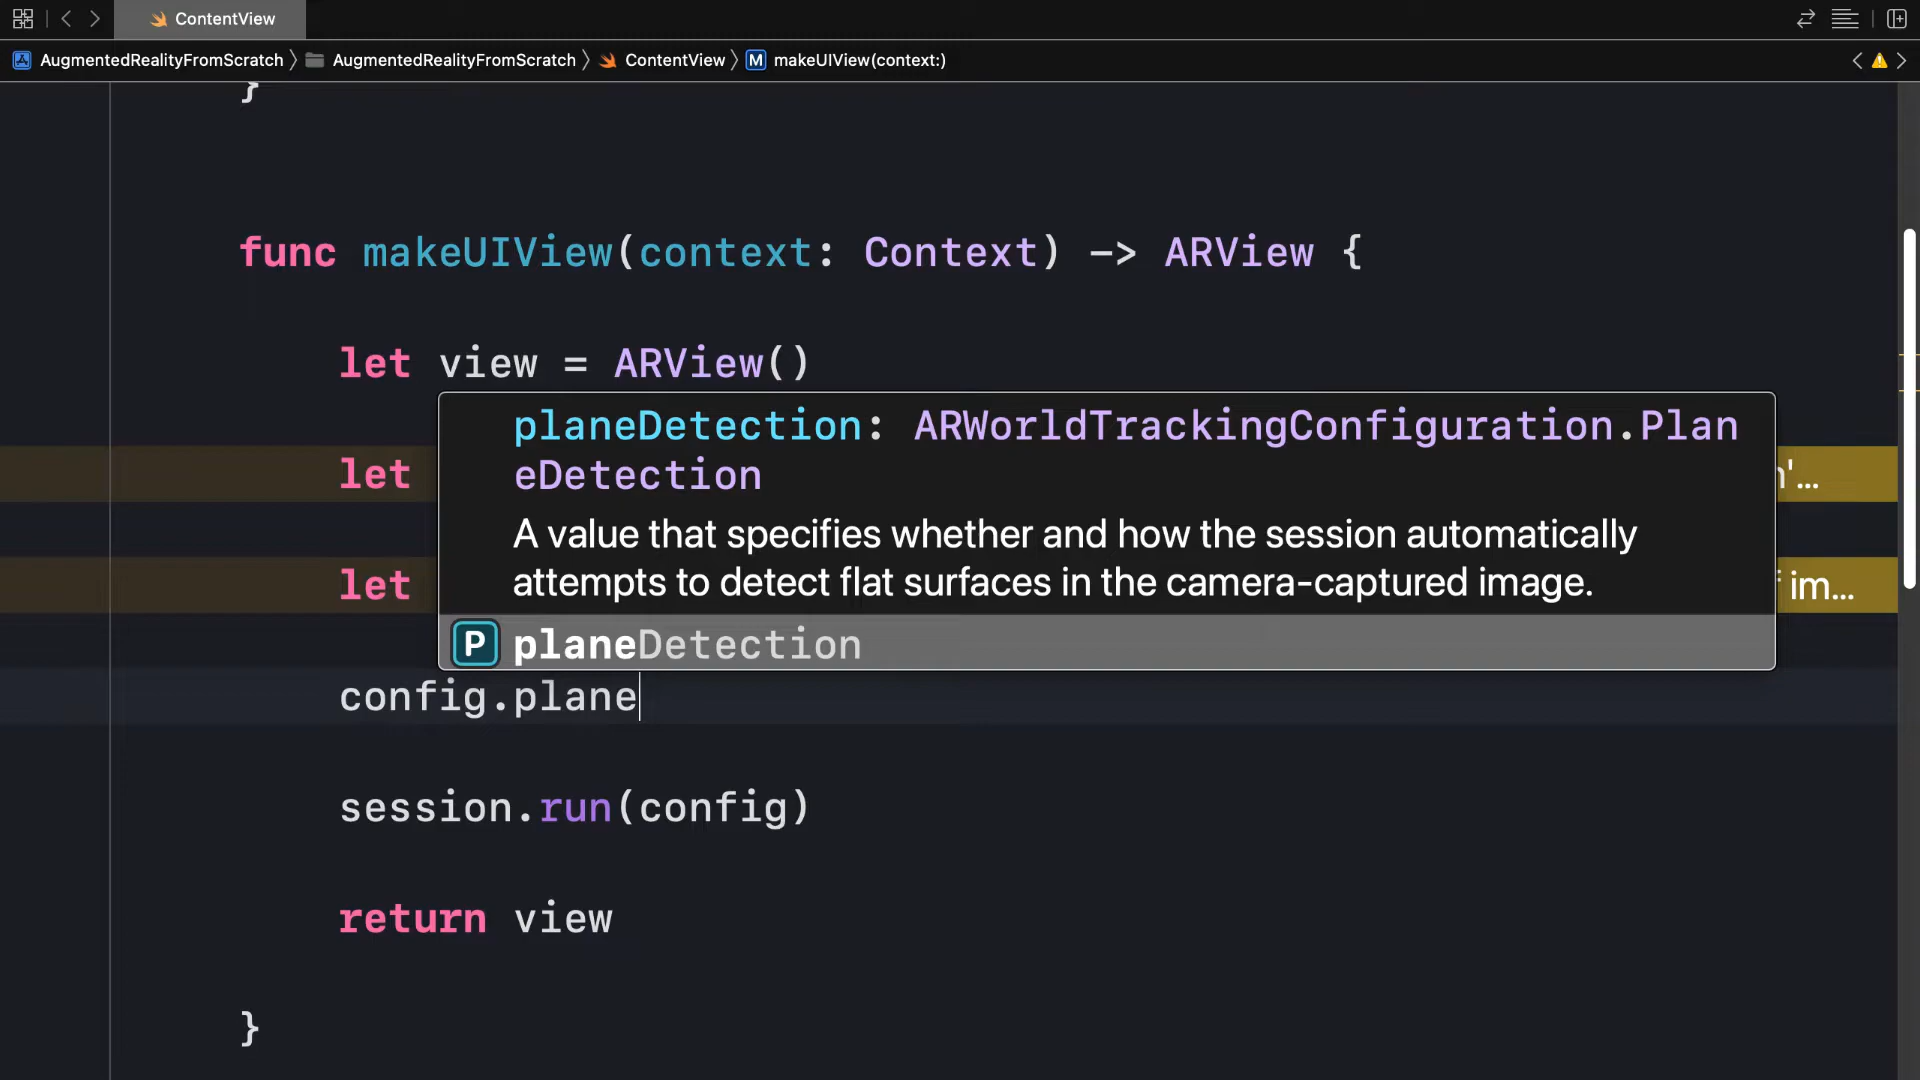 ContentView
AugmentedRealityFromScratch 〉 AugmentedRealityFromScratch 〉 ContentView 〉 M makeUIView(context:)
}
func makeUIView(context: Context) -> ARView {
let view = ARView()
planeDetection: ARWorldTrackingConfiguration.Plan
eDetection
let n'…
A value that specifies whether and how the session automatically
attempts to detect flat surfaces in the camera-captured image.
let im…
P planeDetection
config.plane
session.run(config)
return view
}